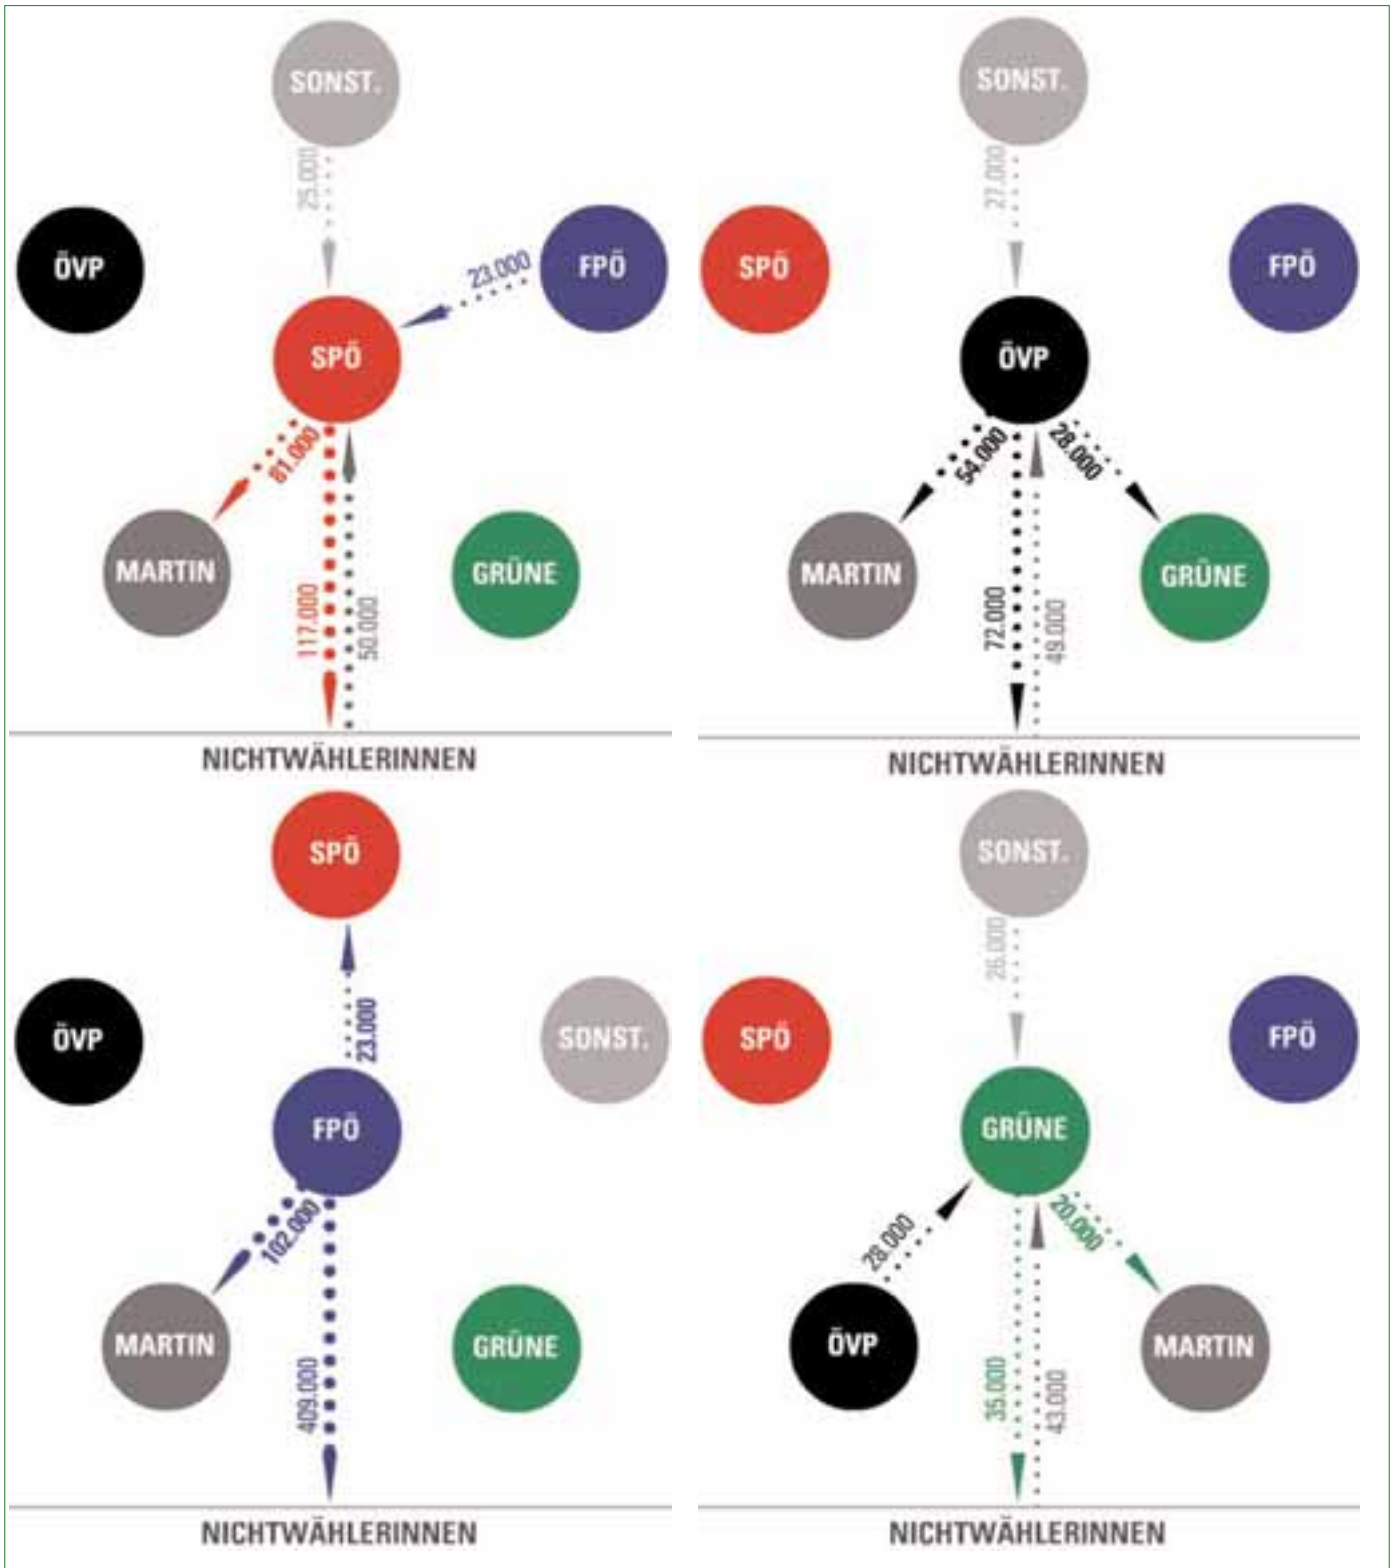 SONST.
25.000
ÖVP
23.000
FPÖ
SPÖ
81.000
MARTIN
117.000
50.000
GRÜNE
NICHTWÄHLERINNEN
SONST.
27.000
SPÖ
FPÖ
ÖVP
54.000
28.000
MARTIN
72.000
49.000
GRÜNE
NICHTWÄHLERINNEN
SPÖ
23.000
ÖVP
SONST.
FPÖ
102.000
MARTIN
409.000
GRÜNE
NICHTWÄHLERINNEN
SONST.
26.000
SPÖ
FPÖ
GRÜNE
28.000
20.000
ÖVP
35.000
43.000
MARTIN
NICHTWÄHLERINNEN